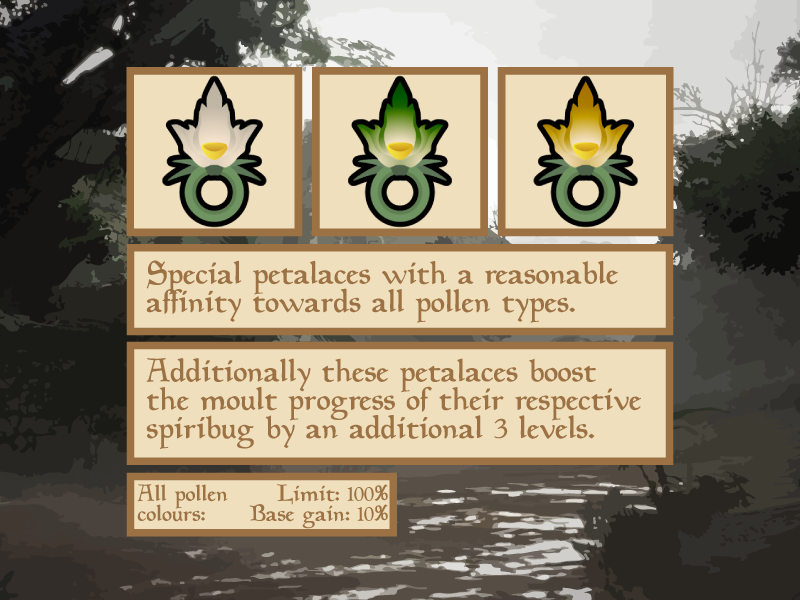 Special petalaces with a reasonable
affinity towards all pollen types.
Additionally these petalaces boost
the moult progress of their respective
spiribug by an additional 3 levels.
All pollen Limit: 100%
colours: Base gain: 10%